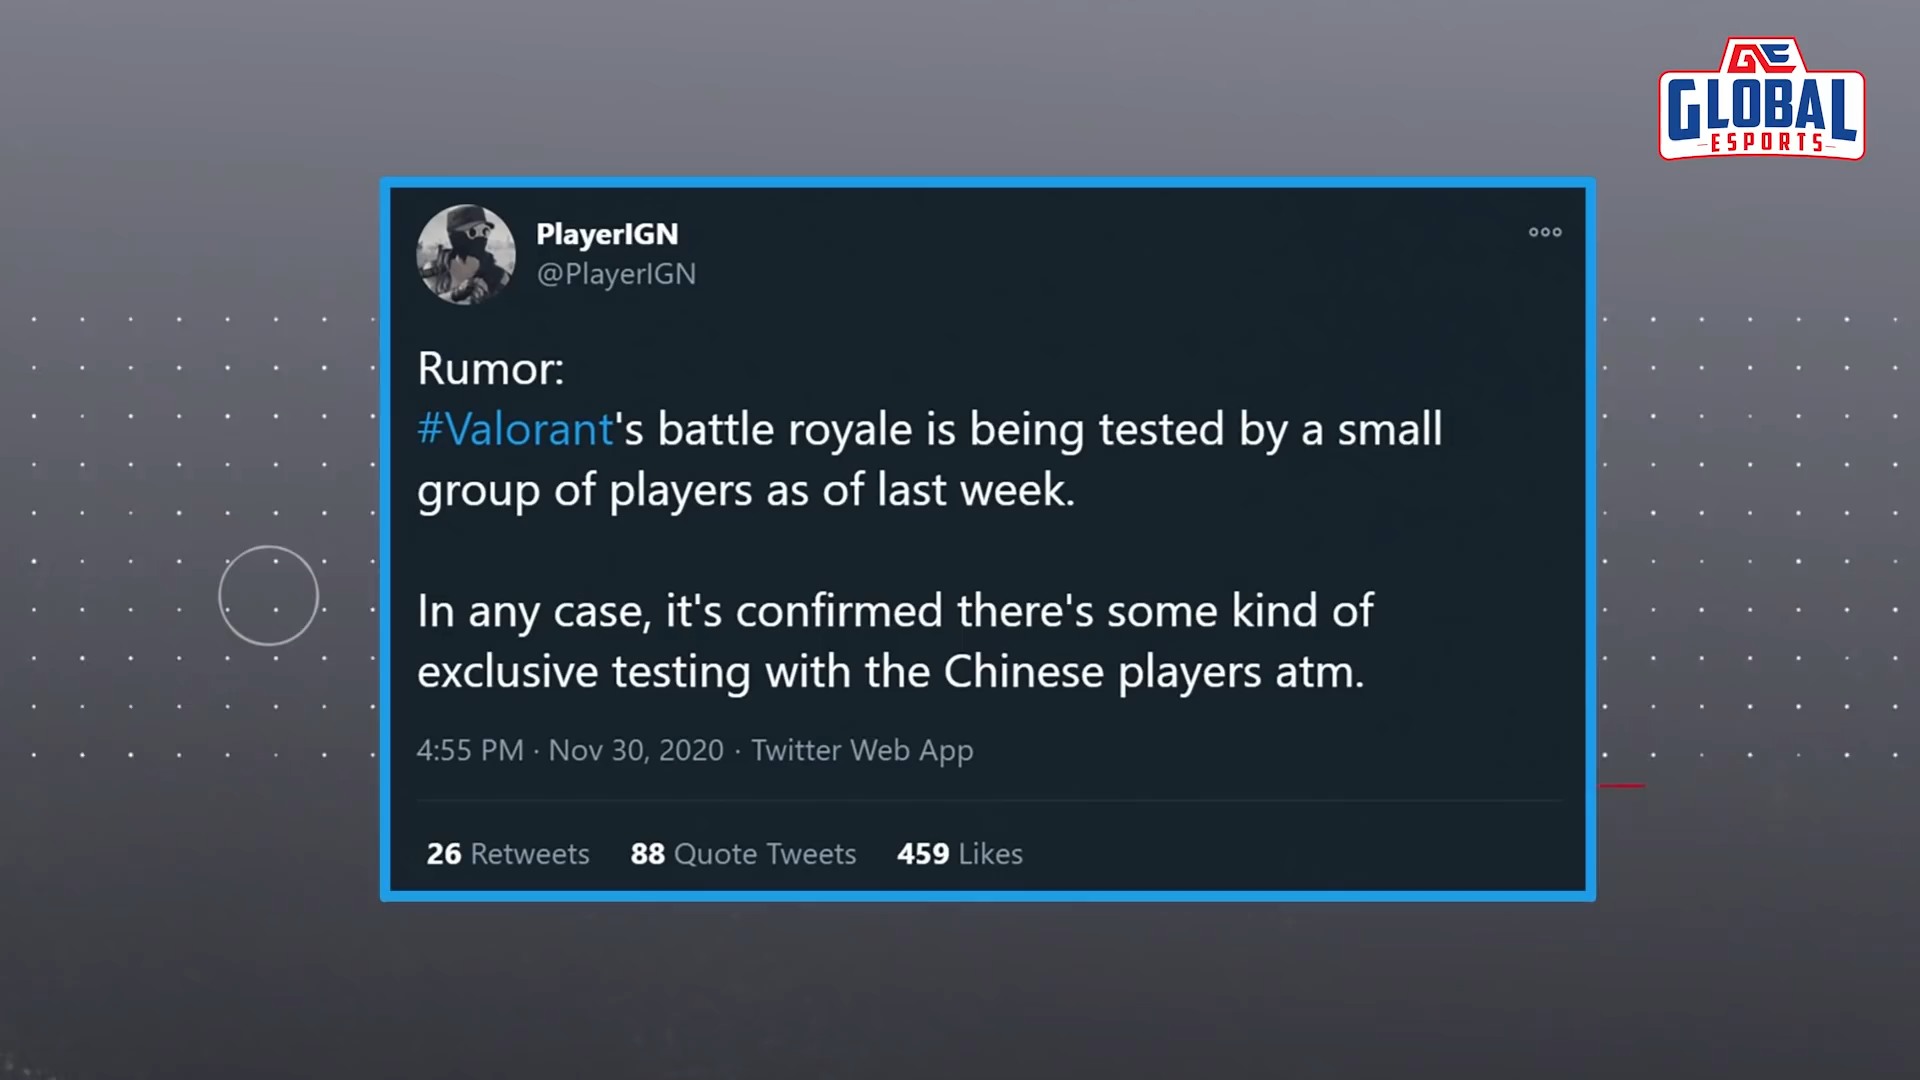 GE
GLOBAL
ESPORTS
PlayerIGN
@PlayerIGN
Rumor:
#Valorant's battle royale is being tested by a small
group of players as of last week.
In any case, it's confirmed there's some kind of
exclusive testing with the Chinese players atm.
4:55 PM · Nov 30, 2020 · Twitter Web App
26 Retweets 88 Quote Tweets 459 Likes